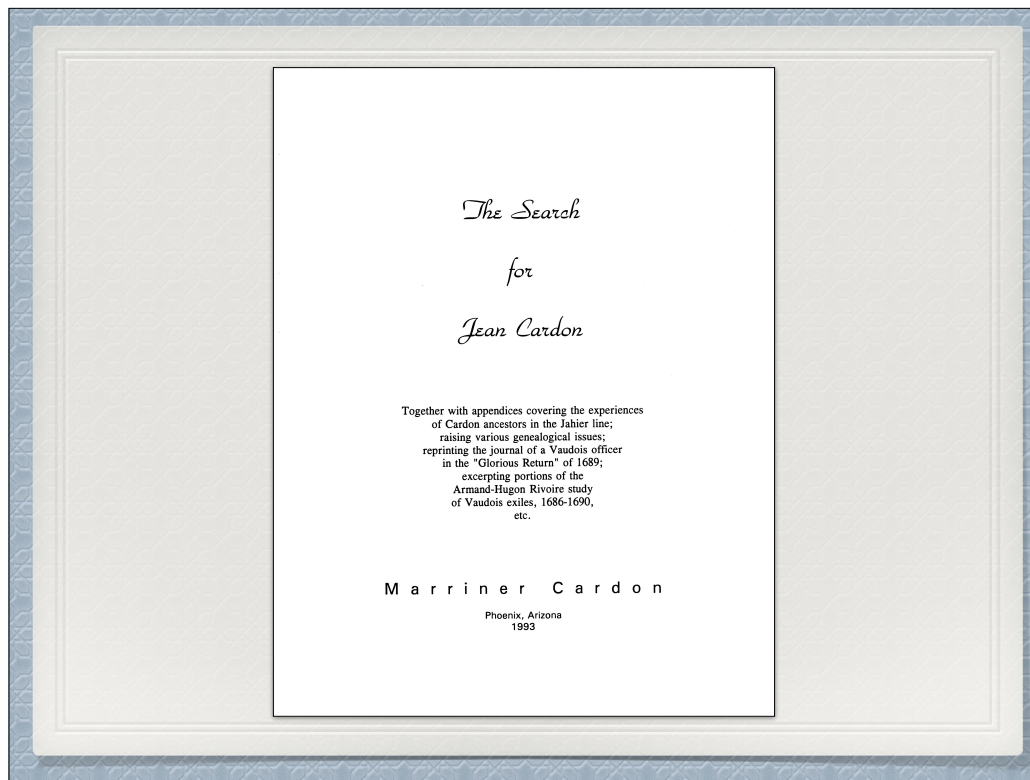 The Search
for
Jean Cardon
Together with appendices covering the experiences
of Cardon ancestors in the Jahier line;
raising various genealogical issues;
reprinting the journal of a Vaudois officer
in the "Glorious Return" of 1689;
excerpting portions of the
Armand-Hugon Rivoire study
of Vaudois exiles, 1686-1690,
etc.
Marriner Cardon
Phoenix, Arizona
1993